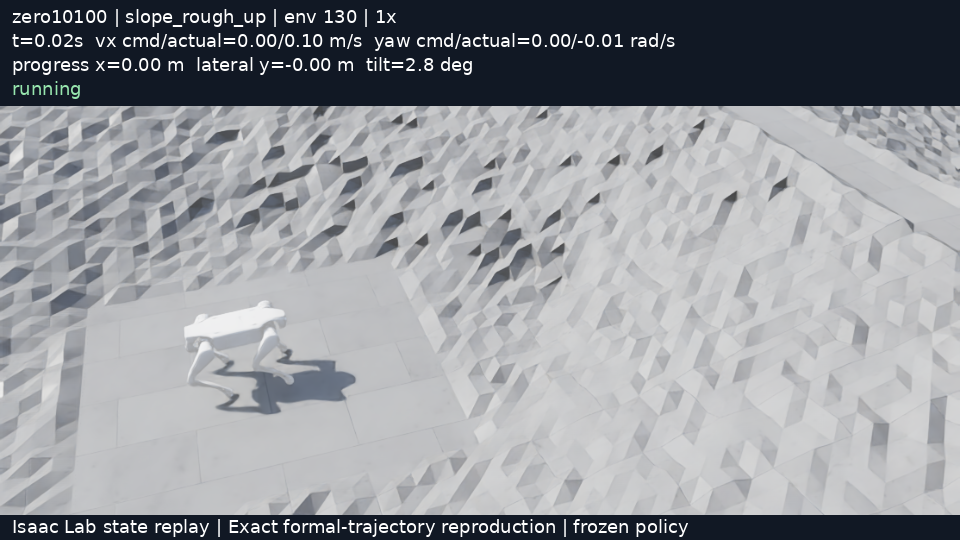 zero10100 | slope_rough_up | env 130 | 1x
t=0.02s  vx cmd/actual=0.00/0.10 m/s  yaw cmd/actual=0.00/-0.01 rad/s
progress x=0.00 m  lateral y=-0.00 m  tilt=2.8 deg
running
Isaac Lab state replay | Exact formal-trajectory reproduction | frozen policy